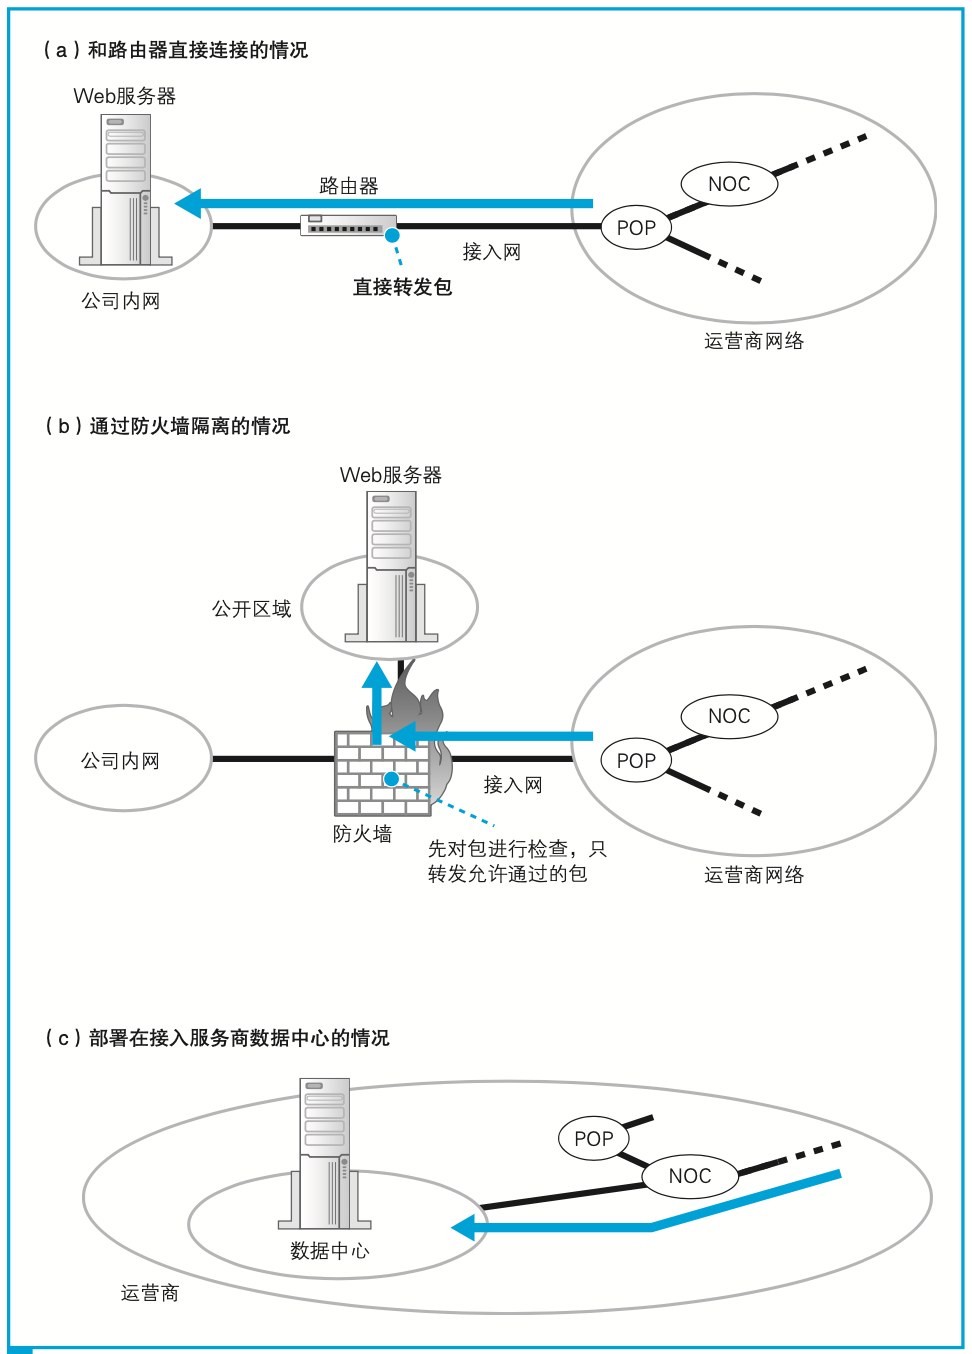 （a）和路由器直接连接的情况
Web服务器
路由器
NOC
POP
接入网
直接转发包
公司内网
运营商网络
（b）通过防火墙隔离的情况
Web服务器
公开区域
NOC
公司内网
POP
接入网
防火墙
先对包进行检查，只
转发允许通过的包
运营商网络
（c）部署在接入服务商数据中心的情况
POP
NOC
数据中心
运营商